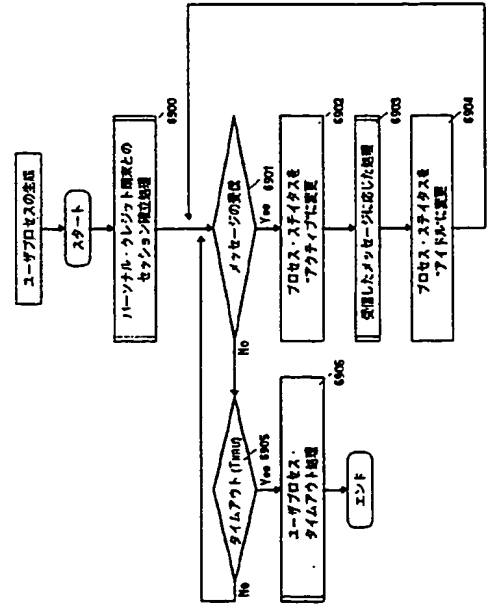 ユーザプロセスの生成
スタート
パーソナル・クレジット端末との
セッション確立処理
6900
メッセージの受信
6901
Yes
No
プロセス・ステイタスを
"アクティブ"に変更
6902
受信したメッセージに応じた処理
6903
プロセス・ステイタスを
"アイドル"に変更
6904
タイムアウト (Timu)
6905
Yes
No
ユーザプロセス・
タイムアウト処理
6906
エンド